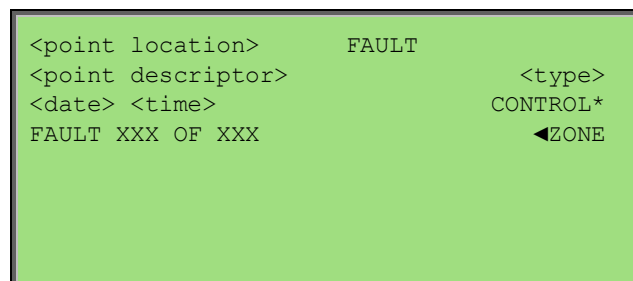 <point location> FAULT
<point descriptor> <type>
<date> <time> CONTROL*
FAULT XXX OF XXX ◄ZONE